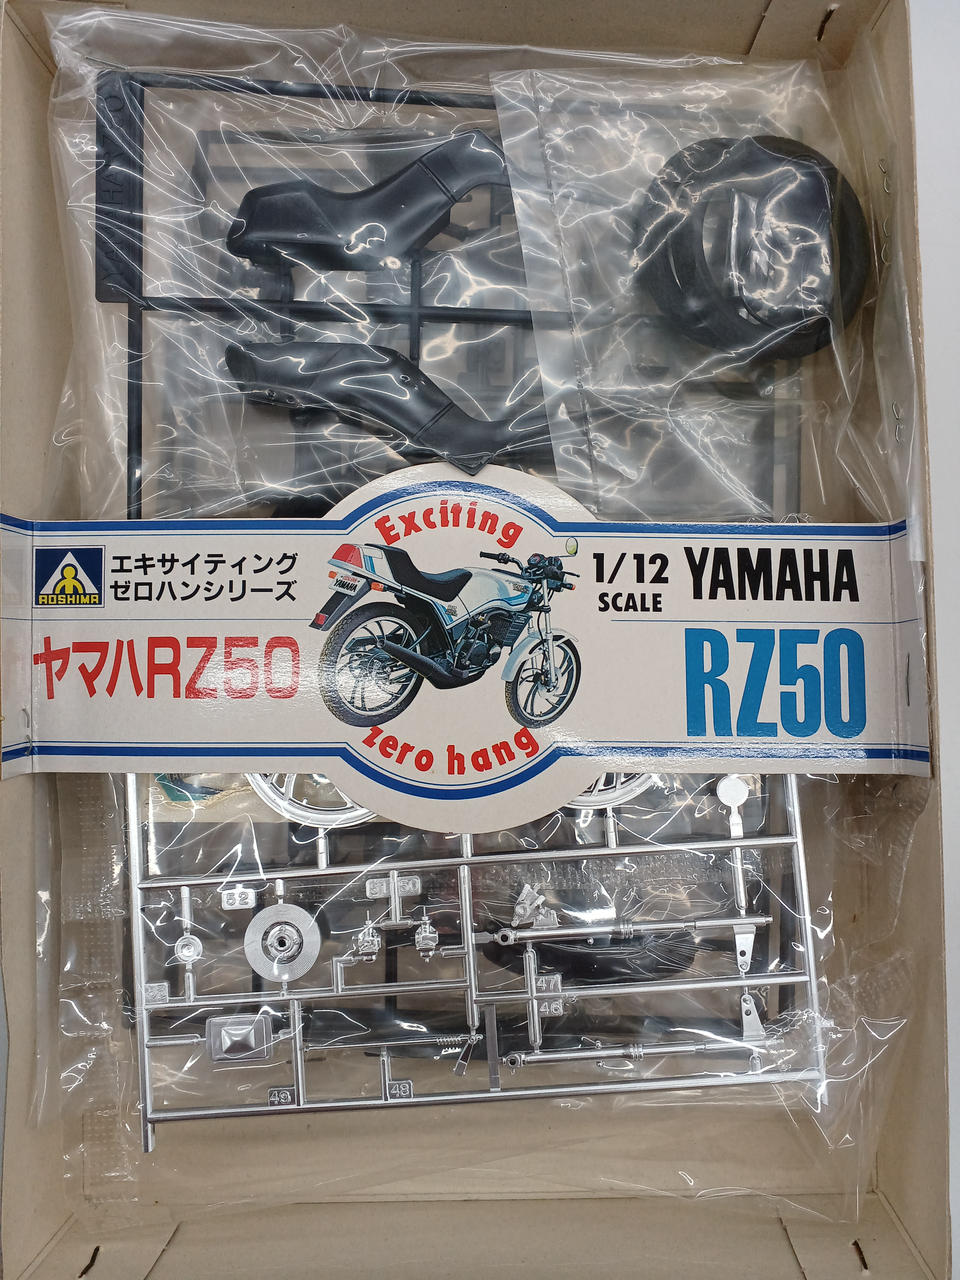 YAMAHA
Exciting
AOSHIMA
エキサイティング
ゼロハンシリーズ
ヤマハRZ50
YAMAHA
1/12
SCALE
YAMAHA
RZ50
zero hang
52
51
50
47
46
49
48